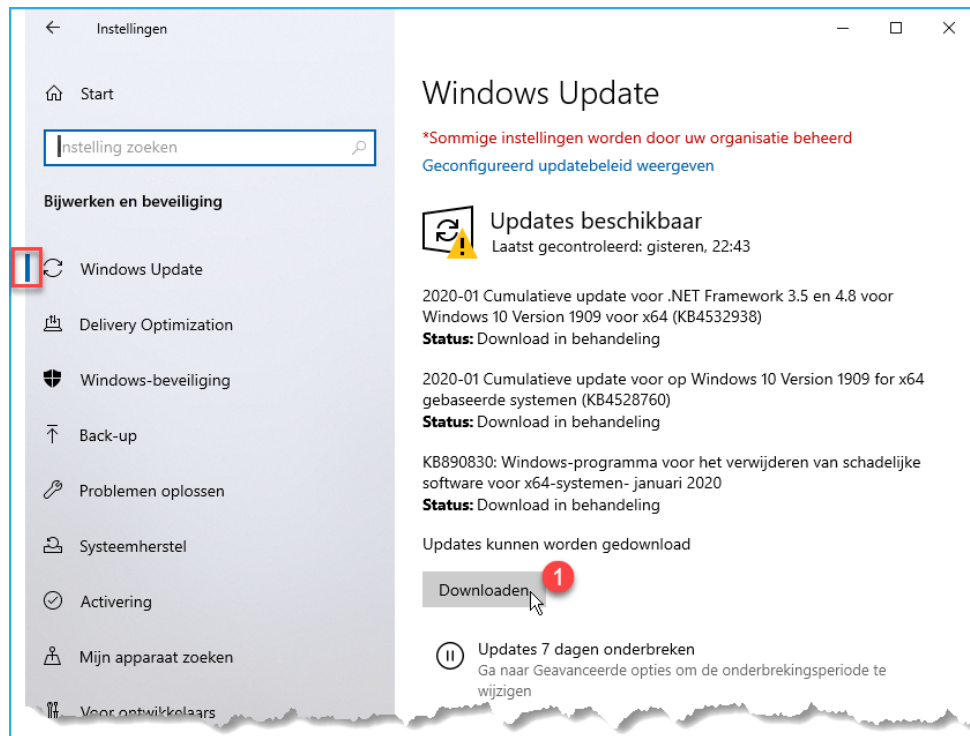 Instellingen
Start
Instelling zoeken
Bijwerken en beveiliging
Windows Update
Delivery Optimization
Windows-beveiliging
Back-up
Problemen oplossen
Systeemherstel
Activering
Mijn apparaat zoeken
Voor ontwikkelaars
Windows Update
*Sommige instellingen worden door uw organisatie beheerd
Geconfigureerd updatebeleid weergeven
Updates beschikbaar
Laatst gecontroleerd: gisteren, 22:43
2020-01 Cumulatieve update voor .NET Framework 3.5 en 4.8 voor
Windows 10 Version 1909 voor x64 (KB4532938)
Status: Download in behandeling
2020-01 Cumulatieve update voor op Windows 10 Version 1909 for x64
gebaseerde systemen (KB4528760)
Status: Download in behandeling
KB890830: Windows-programma voor het verwijderen van schadelijke
software voor x64-systemen- januari 2020
Status: Download in behandeling
Updates kunnen worden gedownload
Downloaden
1
Updates 7 dagen onderbreken
Ga naar Geavanceerde opties om de onderbrekingsperiode te
wijzigen